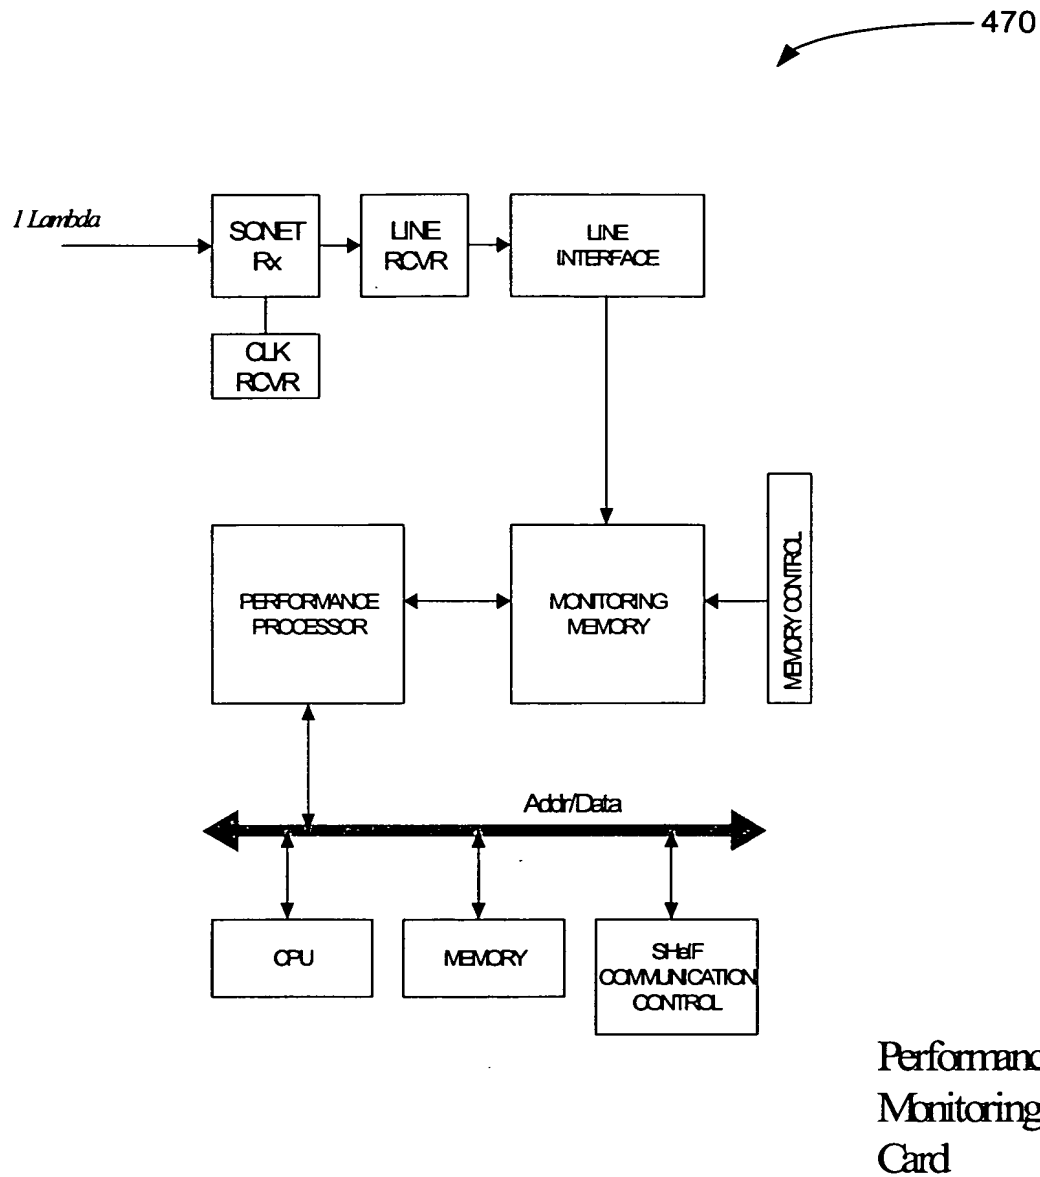 470
1 Lambda
SONET
Rx
LINE
RCVR
LINE
INTERFACE
CLK
RCVR
PERFORMANCE
PROCESSOR
MONITORING
MEMORY
MEMORY CONTROL
Addr/Data
CPU
MEMORY
SHelF
COMMUNICATION
CONTROL
Performanc
Monitoring
Card